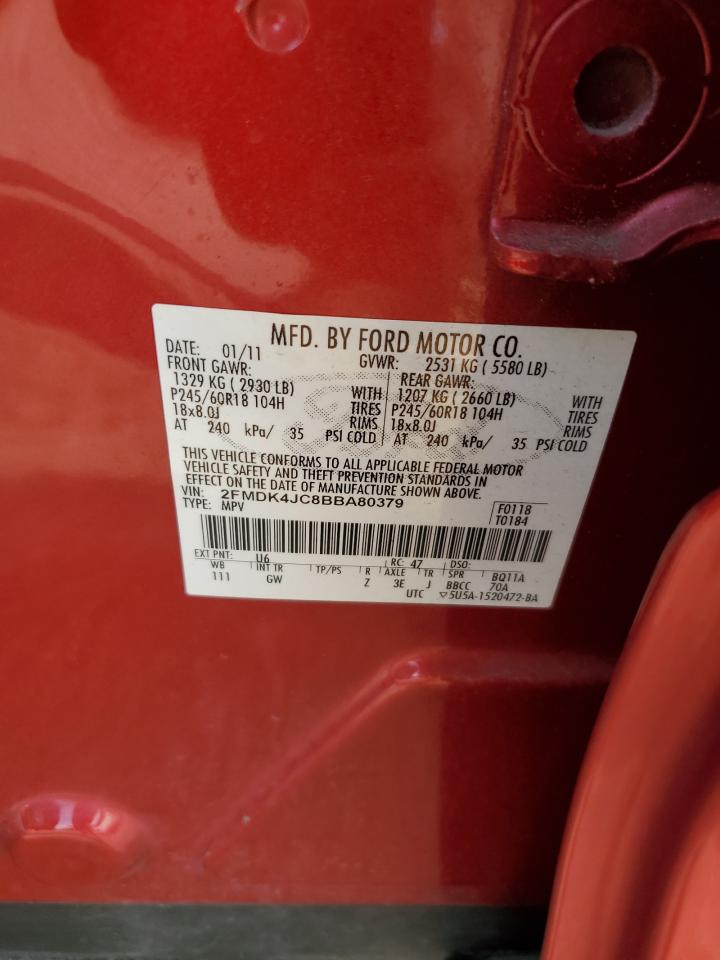 MFD. BY FORD MOTOR CO.
DATE: 01/11 GVWR: 2531 KG ( 5580 LB)
FRONT GAWR: REAR GAWR:
1329 KG ( 2930 LB) WITH 1207 KG ( 2660 LB) WITH
P245/60R18 104H TIRES P245/60R18 104H TIRES
18x8.0J RIMS 18x8.0J RIMS
AT 240 kPa/ 35 PSI COLD AT 240 kPa/ 35 PSI COLD
Ford
THIS VEHICLE CONFORMS TO ALL APPLICABLE FEDERAL MOTOR
VEHICLE SAFETY AND THEFT PREVENTION STANDARDS IN
EFFECT ON THE DATE OF MANUFACTURE SHOWN ABOVE.
VIN: 2FMDK4JC8BBA80379 F0118
TYPE: MPV T0184
EXT PNT: U6 RC: 47 DSO:
WB INT TR TP/PS R AXLE TR SPR BQ11A
111 GW Z 3E J BBCC 70A
UTC ▽5U5A-1520472-BA